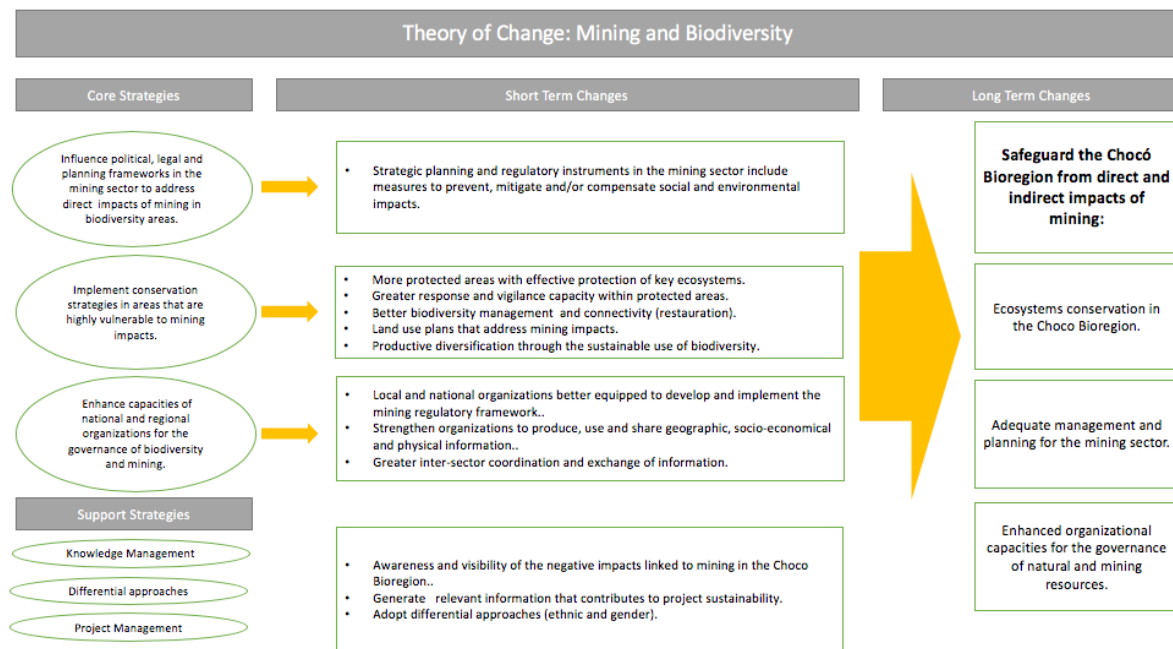 Theory of Change: Mining and Biodiversity
Core Strategies
Short Term Changes
Long Term Changes
Influence political, legal and
planning frameworks in the
mining sector to address
direct impacts of mining in
biodiversity areas.
• Strategic planning and regulatory instruments in the mining sector include
measures to prevent, mitigate and/or compensate social and environmental
impacts.
Safeguard the Chocó
Bioregion from direct and
indirect impacts of
mining:
Implement conservation
strategies in areas that are
highly vulnerable to mining
impacts.
• More protected areas with effective protection of key ecosystems.
• Greater response and vigilance capacity within protected areas.
• Better biodiversity management and connectivity (restauration).
• Land use plans that address mining impacts.
• Productive diversification through the sustainable use of biodiversity.
Ecosystems conservation in
the Choco Bioregion.
Enhance capacities of
national and regional
organizations for the
governance of biodiversity
and mining.
• Local and national organizations better equipped to develop and implement the
mining regulatory framework..
• Strengthen organizations to produce, use and share geographic, socio-economical
and physical information..
• Greater inter-sector coordination and exchange of information.
Adequate management and
planning for the mining sector.
Support Strategies
Knowledge Management
Differential approaches
Project Management
• Awareness and visibility of the negative impacts linked to mining in the Choco
Bioregion..
• Generate relevant information that contributes to project sustainability.
• Adopt differential approaches (ethnic and gender).
Enhanced organizational
capacities for the governance
of natural and mining
resources.